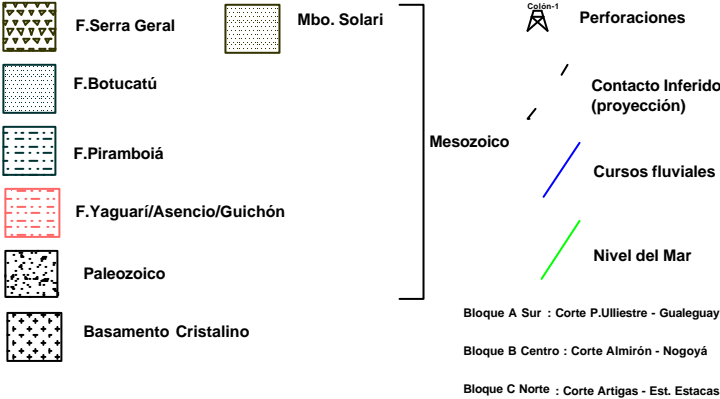 F.Serra Geral
Mbo. Solari
F.Botucatú
F.Piramboiá
F.Yaguarí/Asencio/Guichón
Paleozoico
Basamento Cristalino
Mesozoico
Colón-1
Perforaciones
Contacto Inferido
(proyección)
Cursos fluviales
Nivel del Mar
Bloque A Sur : Corte P.Ulliestre - Gualeguay
Bloque B Centro : Corte Almirón - Nogoyá
Bloque C Norte : Corte Artigas - Est. Estacas